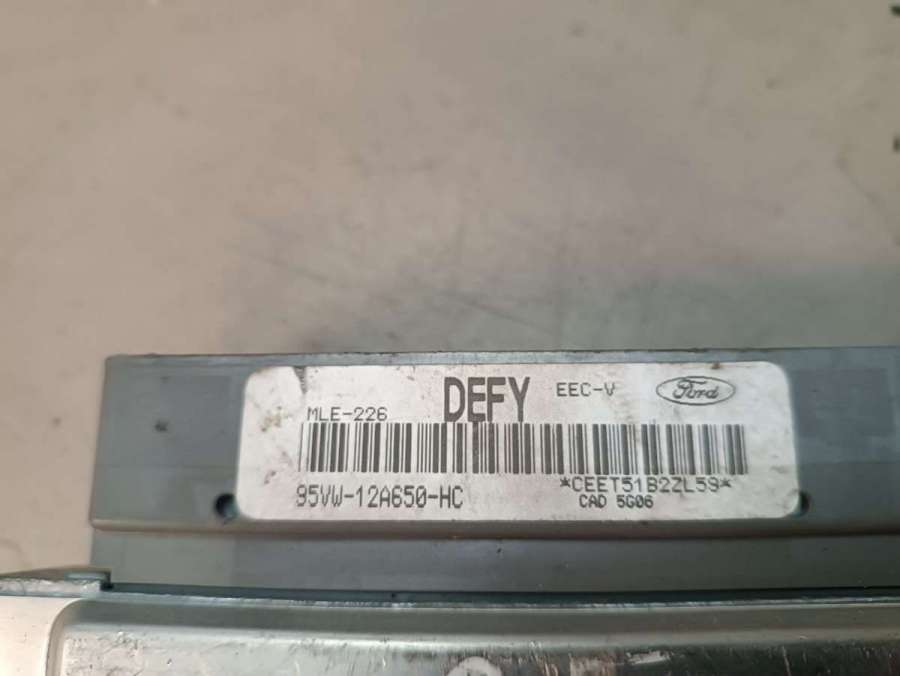 DEFY EEC-V Ford
MLE-226
*CEET51B2ZL59*
95VW-12A650-HC CAD 5G06